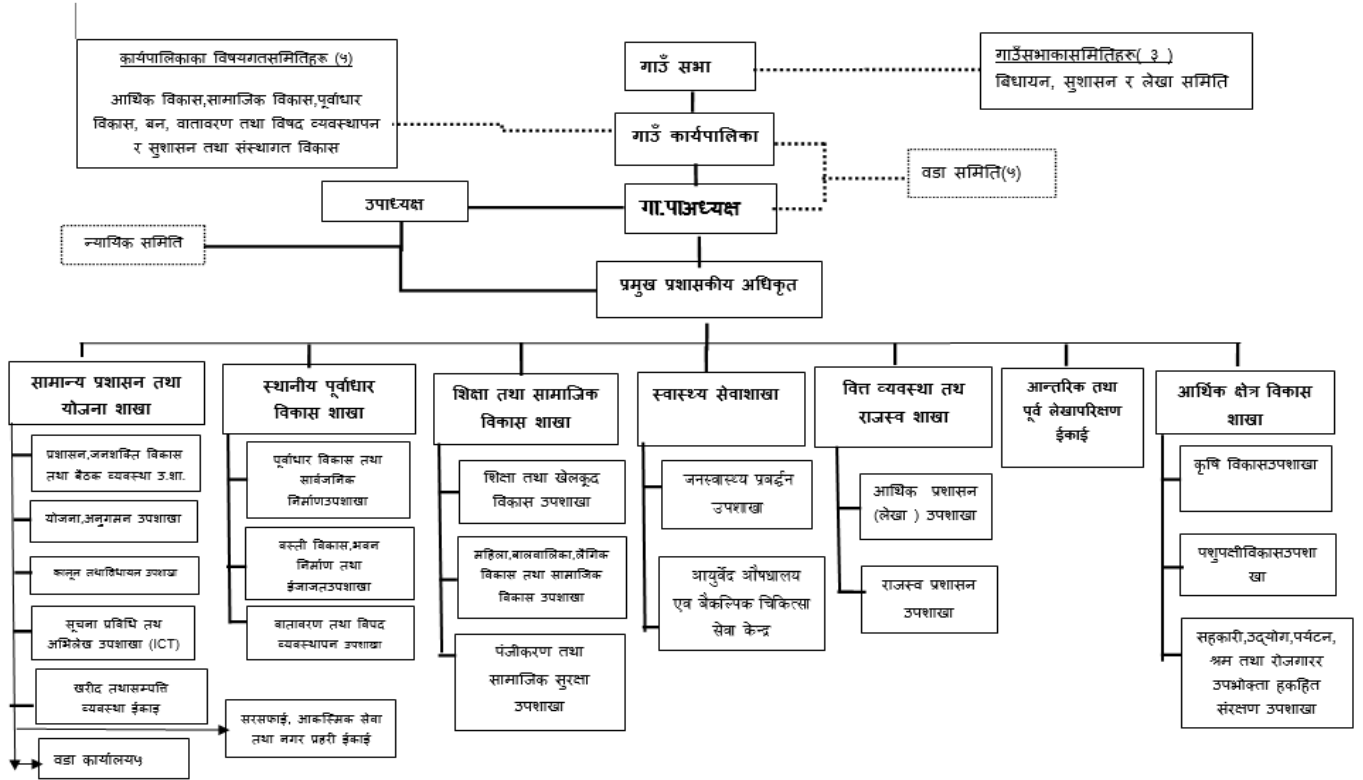 कार्यपालिकाका विषयगतसमितिहरू (५)
आर्थिक विकास,सामाजिक विकास,पूर्वाधार
विकास, बन, वातावरण तथा विषद व्यवस्थापन
र सुशासन तथा संस्थागत विकास
गाउँ सभा
गाउँसभाकासमितिहरु( ३ )
बिधायन, सुशासन र लेखा समिति
गाउँ कार्यपालिका
वडा समिति(५)
उपाध्यक्ष
गा.पाअध्यक्ष
न्यायिक समिति
प्रमुख प्रशासकीय अधिकृत
सामान्य प्रशासन तथा
योजना शाखा
प्रशासन,जनशक्ति विकास
तथा बैठक व्यवस्था उ.शा.
योजना,अनुगमन उपशाखा
कानून तथाविधायन उपशाखा
सूचना प्रविधि तथ
अभिलेख उपशाखा (ICT)
खरीद तथासम्पत्ति
व्यवस्था ईकाइ
वडा कार्यालय५
सरसफाई, आकस्मिक सेवा
तथा नगर प्रहरी ईकाई
स्थानीय पूर्वाधार
विकास शाखा
पूर्वाधार विकास तथा
सार्वजनिक
निर्माणउपशाखा
वस्ती विकास,भवन
निर्माण तथा
ईजाजतउपशाखा
वातावरण तथा विपद
व्यवस्थापन उपशाखा
शिक्षा तथा सामाजिक
विकास शाखा
शिक्षा तथा खेलकूद
विकास उपशाखा
महिला,बालवालिका,लैगिक
विकास तथा सामाजिक
विकास उपशाखा
पंजीकरण तथा
सामाजिक सुरक्षा
उपशाखा
स्वास्थ्य सेवाशाखा
जनस्वास्थ्य प्रबर्द्धन
उपशाखा
आयुर्वेद औषधालय
एव बैकल्पिक चिकित्सा
सेवा केन्द्र
वित्त व्यवस्था तथ
राजस्व शाखा
आर्थिक प्रशासन
(लेखा ) उपशाखा
राजस्व प्रशासन
उपशाखा
आन्तरिक तथा
पूर्व लेखापरिक्षण
ईकाई
आर्थिक क्षेत्र विकास
शाखा
कृषि विकासउपशाखा
पशुपक्षीविकासउपशा
खा
सहकारी,उद्योग,पर्यटन,
श्रम तथा रोजगारर
उपभोक्ता हकहित
संरक्षण उपशाखा